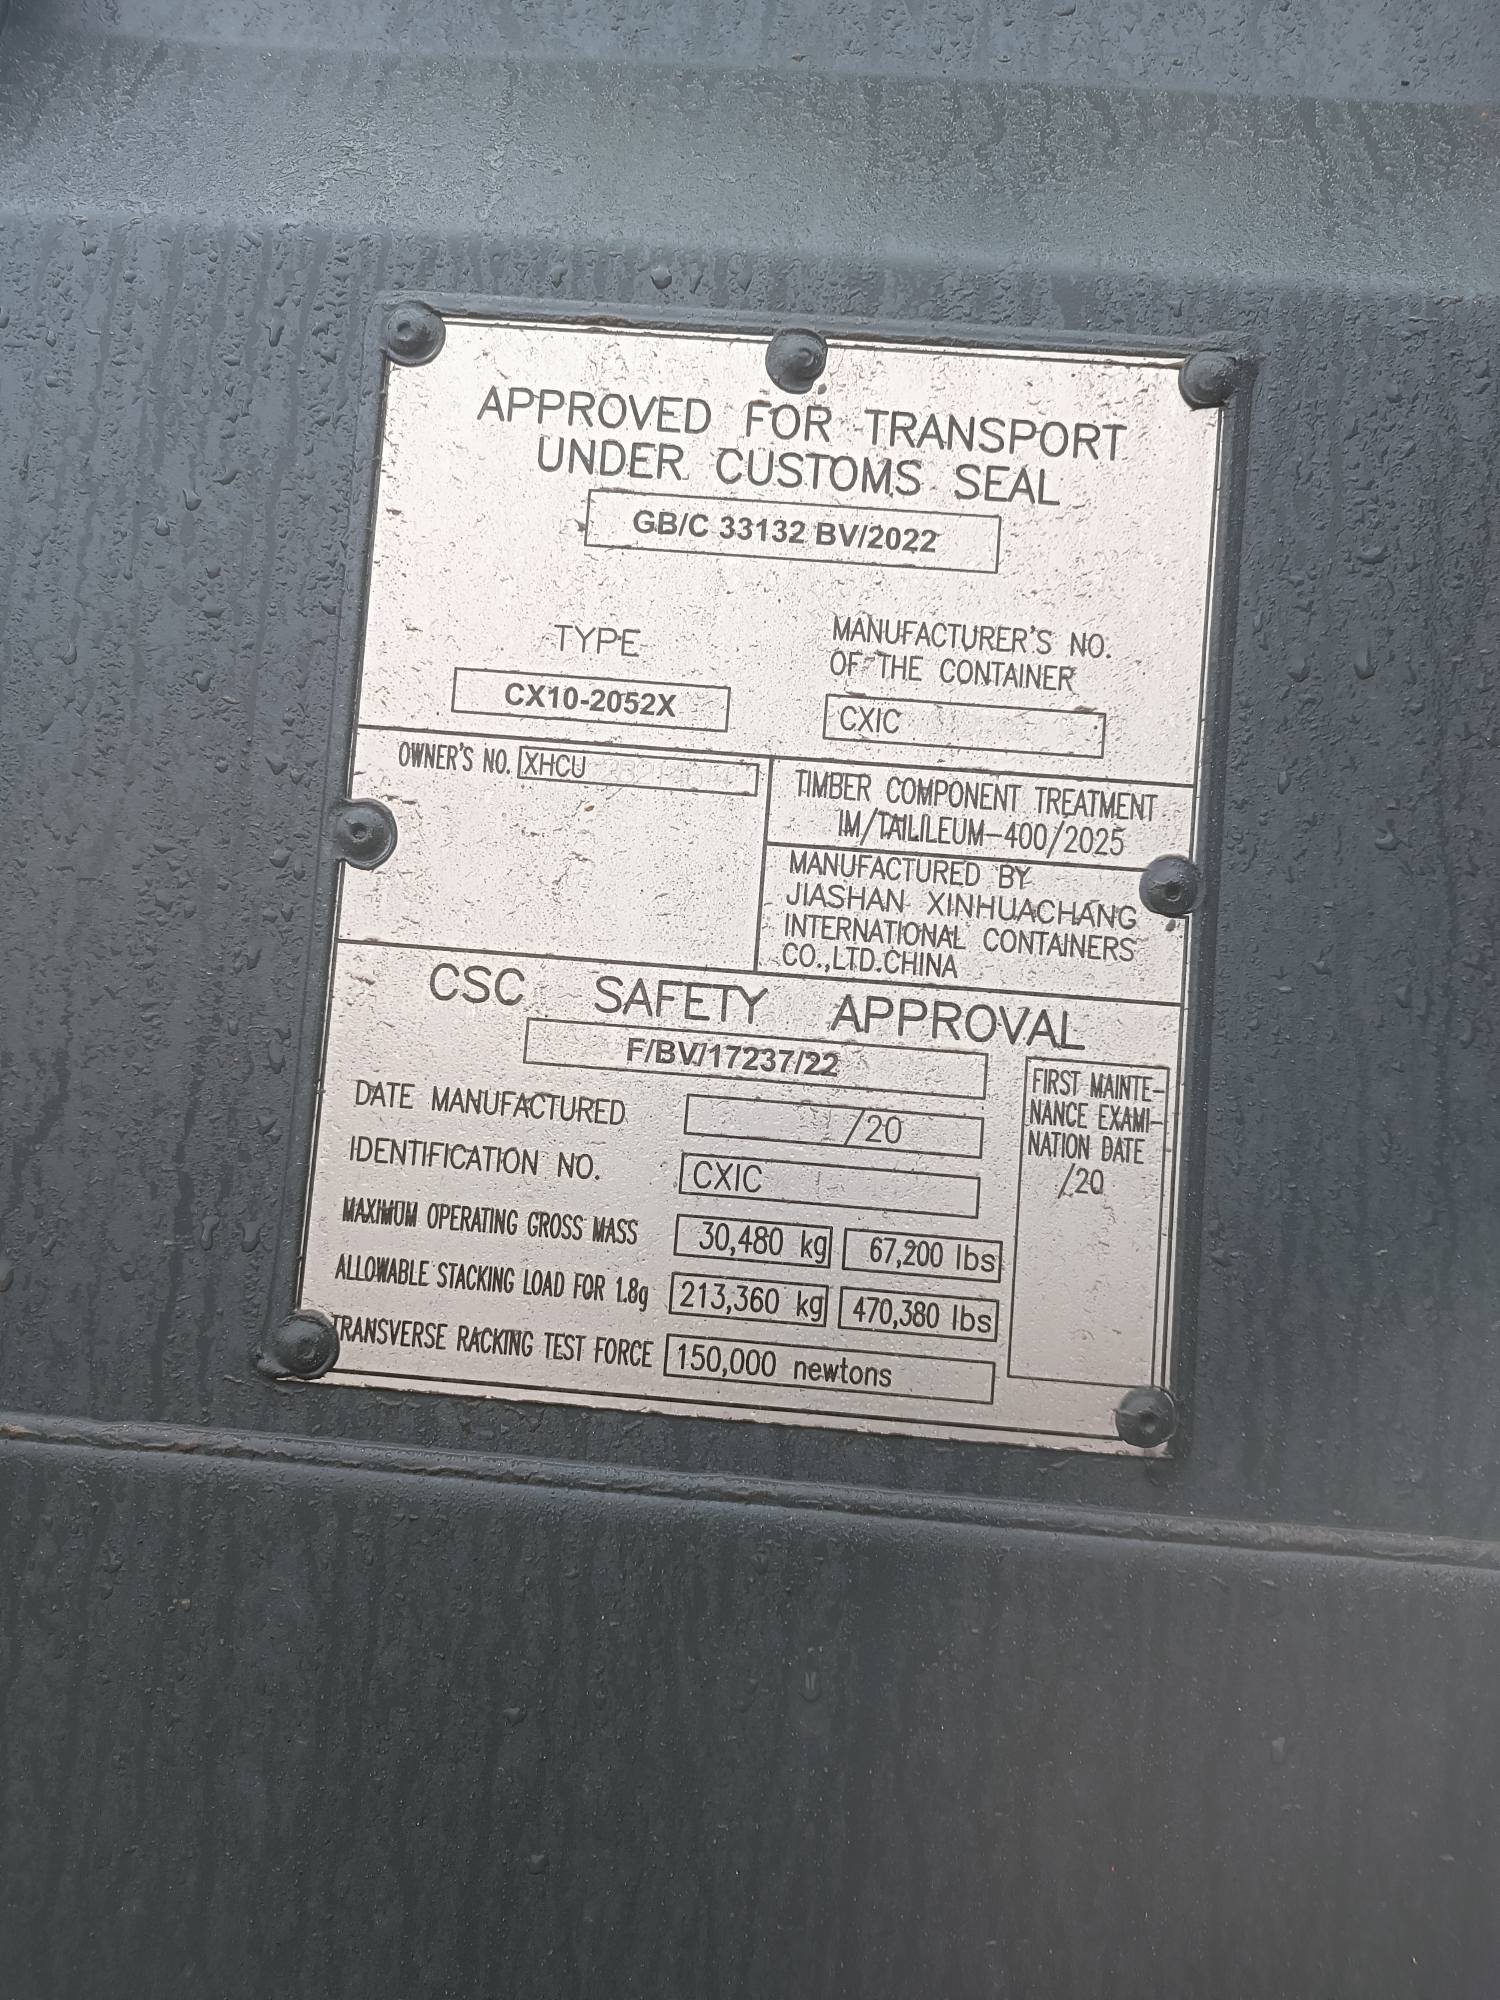 APPROVED FOR TRANSPORT
UNDER CUSTOMS SEAL
GB/C 33132 BV/2022
TYPE
CX10-2052X
MANUFACTURER'S NO.
OF THE CONTAINER
CXIC
OWNER'S NO. XHCU
TIMBER COMPONENT TREATMENT
IM/TAILILEUM-400/2025
MANUFACTURED BY
JIASHAN XINHUACHANG
INTERNATIONAL CONTAINERS
CO.,LTD.CHINA
CSC SAFETY APPROVAL
F/BV/17237/22
DATE MANUFACTURED /20
IDENTIFICATION NO. CXIC
MAXIMUM OPERATING GROSS MASS 30,480 kg 67,200 lbs
ALLOWABLE STACKING LOAD FOR 1.8g 213,360 kg 470,380 lbs
TRANSVERSE RACKING TEST FORCE 150,000 newtons
FIRST MAINTE-
NANCE EXAMI-
NATION DATE
/20